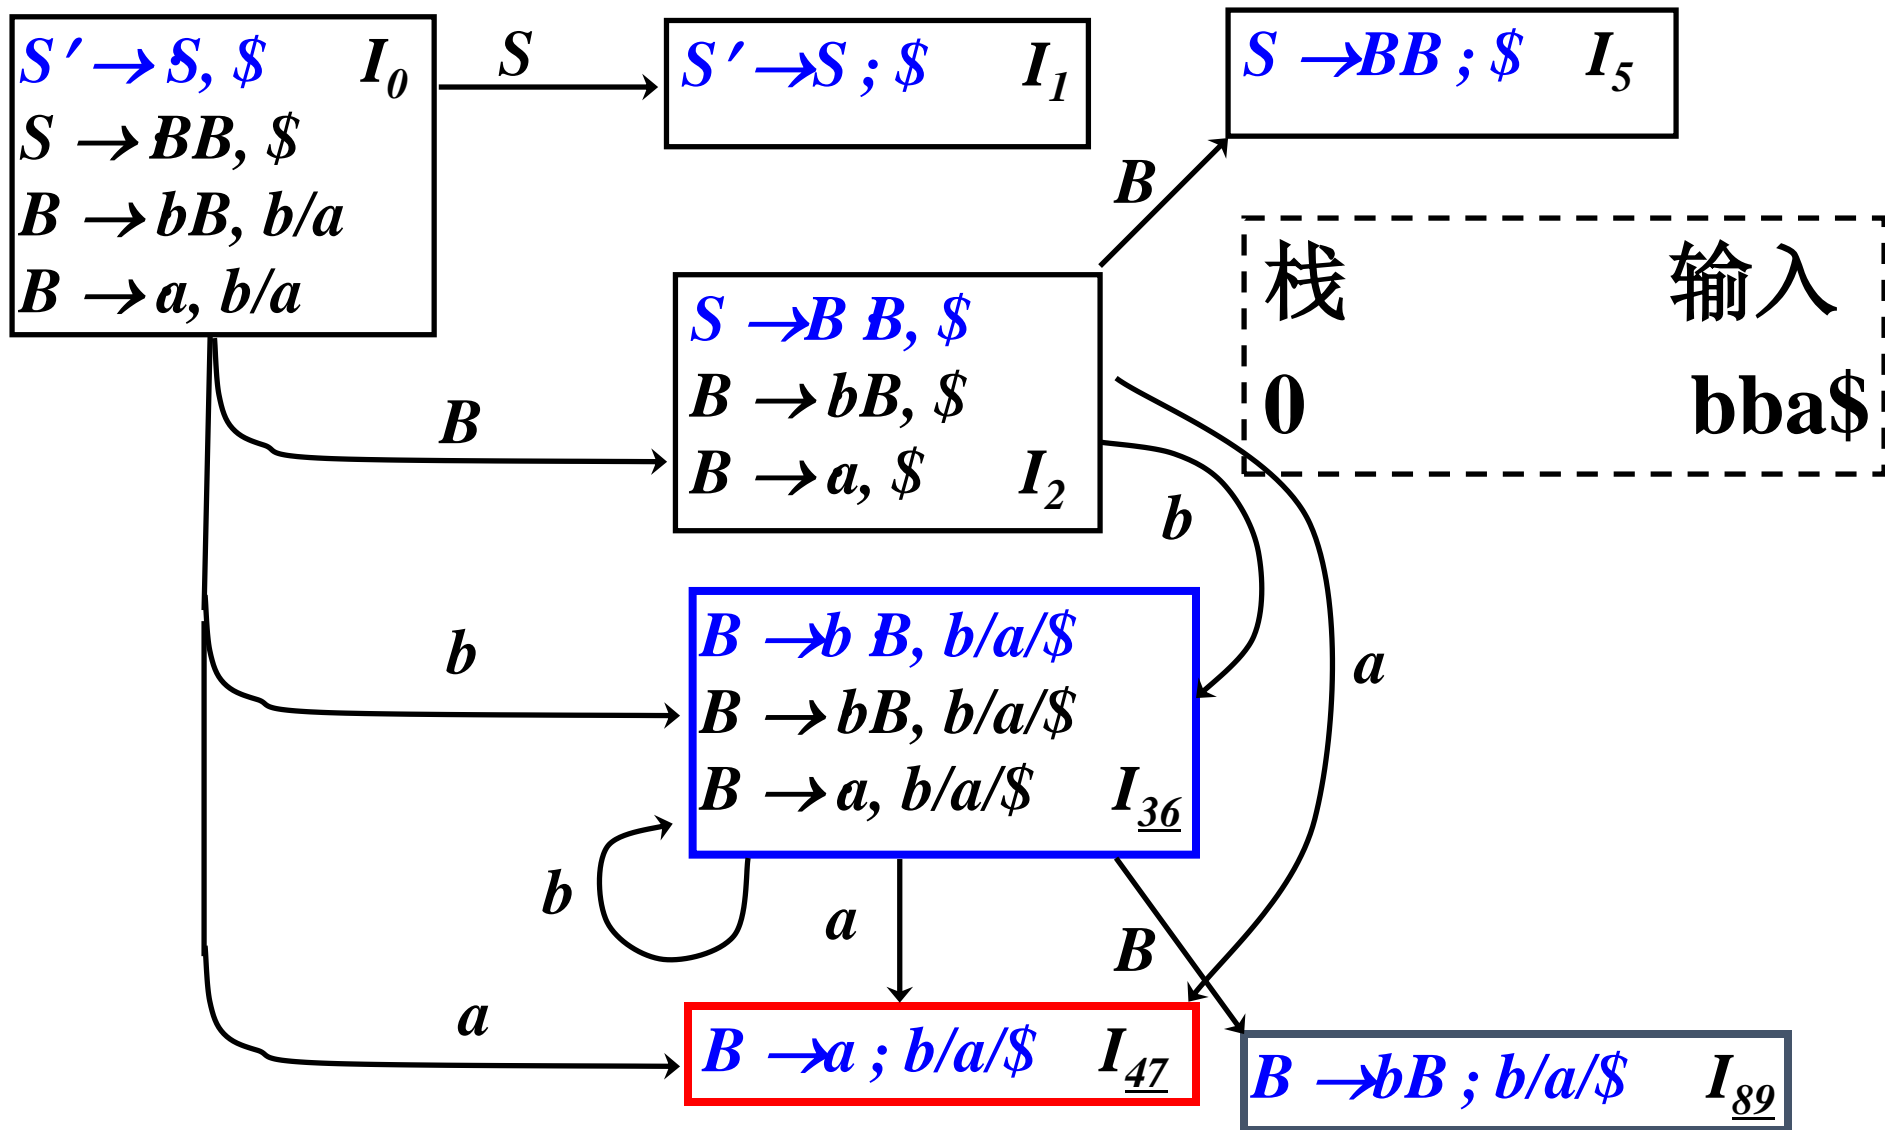 S′ → ·S, $ I0
S → ·BB, $
B → ·bB, b/a
B → ·a, b/a
S
S′ → S·, $ I1
S → BB·, $ I5
B
栈 输入
0 bba$
B
S → B·B, $
B → ·bB, $
B → ·a, $ I2
b
a
b
B → b·B, b/a/$
B → ·bB, b/a/$
B → ·a, b/a/$ I36
b
a
B
a
B → a·, b/a/$ I47
B → bB·, b/a/$ I89